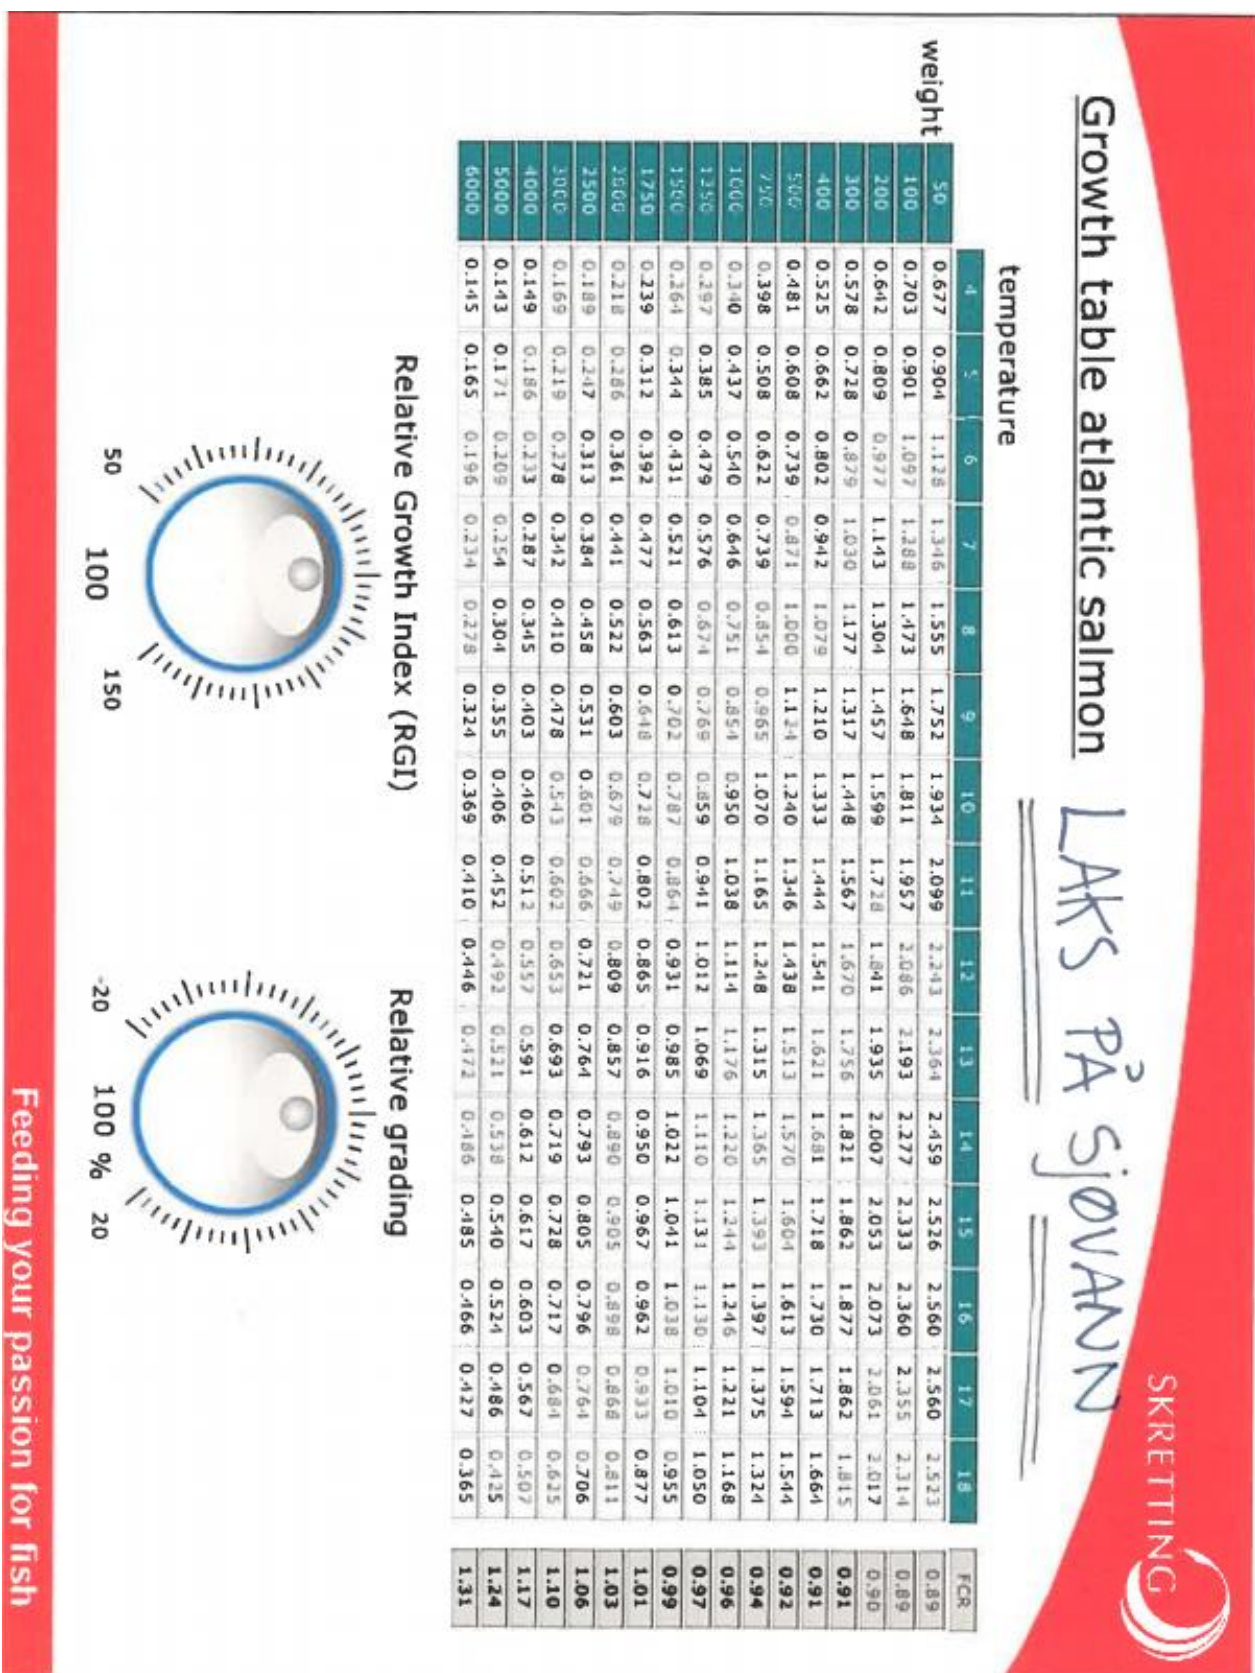 SKRETTING
Growth table atlantic salmon LAKS PÅ SJØVANN
temperature
weight
4 5 6 7 8 9 10 11 12 13 14 15 16 17 18 FCR
50 0.677 0.904 1.128 1.346 1.555 1.752 1.934 2.099 2.243 2.364 2.459 2.526 2.560 2.560 2.523 0.89
100 0.703 0.901 1.097 1.288 1.473 1.648 1.811 1.957 2.086 2.193 2.277 2.333 2.360 2.355 2.314 0.89
200 0.642 0.809 0.977 1.143 1.304 1.457 1.599 1.728 1.841 1.935 2.007 2.053 2.073 2.061 2.017 0.90
300 0.578 0.728 0.879 1.030 1.177 1.317 1.448 1.567 1.670 1.756 1.821 1.862 1.877 1.862 1.815 0.91
400 0.525 0.662 0.802 0.942 1.079 1.210 1.333 1.444 1.541 1.621 1.681 1.718 1.730 1.713 1.664 0.91
500 0.481 0.608 0.739 0.871 1.000 1.124 1.240 1.346 1.438 1.513 1.570 1.604 1.613 1.594 1.544 0.92
750 0.398 0.508 0.622 0.739 0.854 0.965 1.070 1.165 1.248 1.315 1.365 1.393 1.397 1.375 1.324 0.94
1000 0.340 0.437 0.540 0.646 0.751 0.854 0.950 1.038 1.114 1.176 1.220 1.244 1.246 1.221 1.168 0.96
1250 0.297 0.385 0.479 0.576 0.674 0.769 0.859 0.941 1.012 1.069 1.110 1.131 1.130 1.104 1.050 0.97
1500 0.264 0.344 0.431 0.521 0.613 0.702 0.787 0.864 0.931 0.985 1.022 1.041 1.038 1.010 0.955 0.99
1750 0.239 0.312 0.392 0.477 0.563 0.648 0.728 0.802 0.865 0.916 0.950 0.967 0.962 0.933 0.877 1.01
2000 0.218 0.286 0.361 0.441 0.522 0.603 0.679 0.749 0.809 0.857 0.890 0.905 0.898 0.868 0.811 1.03
2500 0.189 0.247 0.313 0.384 0.458 0.531 0.601 0.666 0.721 0.764 0.793 0.805 0.796 0.764 0.706 1.06
3000 0.169 0.219 0.278 0.342 0.410 0.478 0.543 0.602 0.653 0.693 0.719 0.728 0.717 0.684 0.625 1.10
4000 0.149 0.186 0.233 0.287 0.345 0.403 0.460 0.512 0.557 0.591 0.612 0.617 0.603 0.567 0.507 1.17
5000 0.143 0.171 0.209 0.254 0.304 0.355 0.406 0.452 0.492 0.521 0.538 0.540 0.524 0.486 0.425 1.24
6000 0.145 0.165 0.196 0.234 0.278 0.324 0.369 0.410 0.446 0.472 0.486 0.485 0.466 0.427 0.365 1.31
Relative Growth Index (RGI)
50 100 150
Relative grading
-20 100 % 20
Feeding your passion for fish